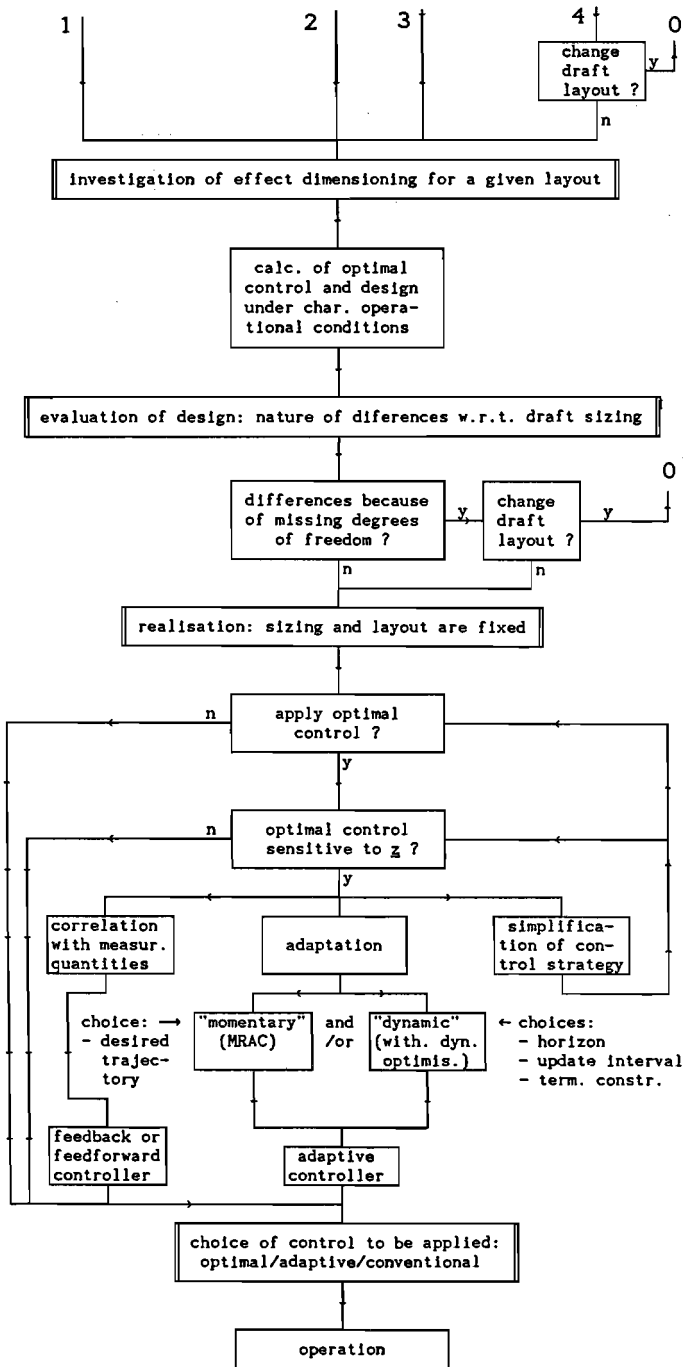 1
2
3
4
0
change
draft
layout ?
y
n
investigation of effect dimensioning for a given layout
calc. of optimal
control and design
under char. opera-
tional conditions
evaluation of design: nature of diferences w.r.t. draft sizing
0
differences because
of missing degrees
of freedom ?
y
change
draft
layout ?
y
n
n
realisation: sizing and layout are fixed
n
apply optimal
control ?
y
n
optimal control
sensitive to z ?
y
correlation
with measur.
quantities
adaptation
simplifica-
tion of con-
trol strategy
choice: →
- desired
trajec-
tory
"momentary"
(MRAC)
and
/or
"dynamic"
(with. dyn.
optimis.)
← choices:
- horizon
- update interval
- term. constr.
feedback or
feedforward
controller
adaptive
controller
choice of control to be applied:
optimal/adaptive/conventional
operation